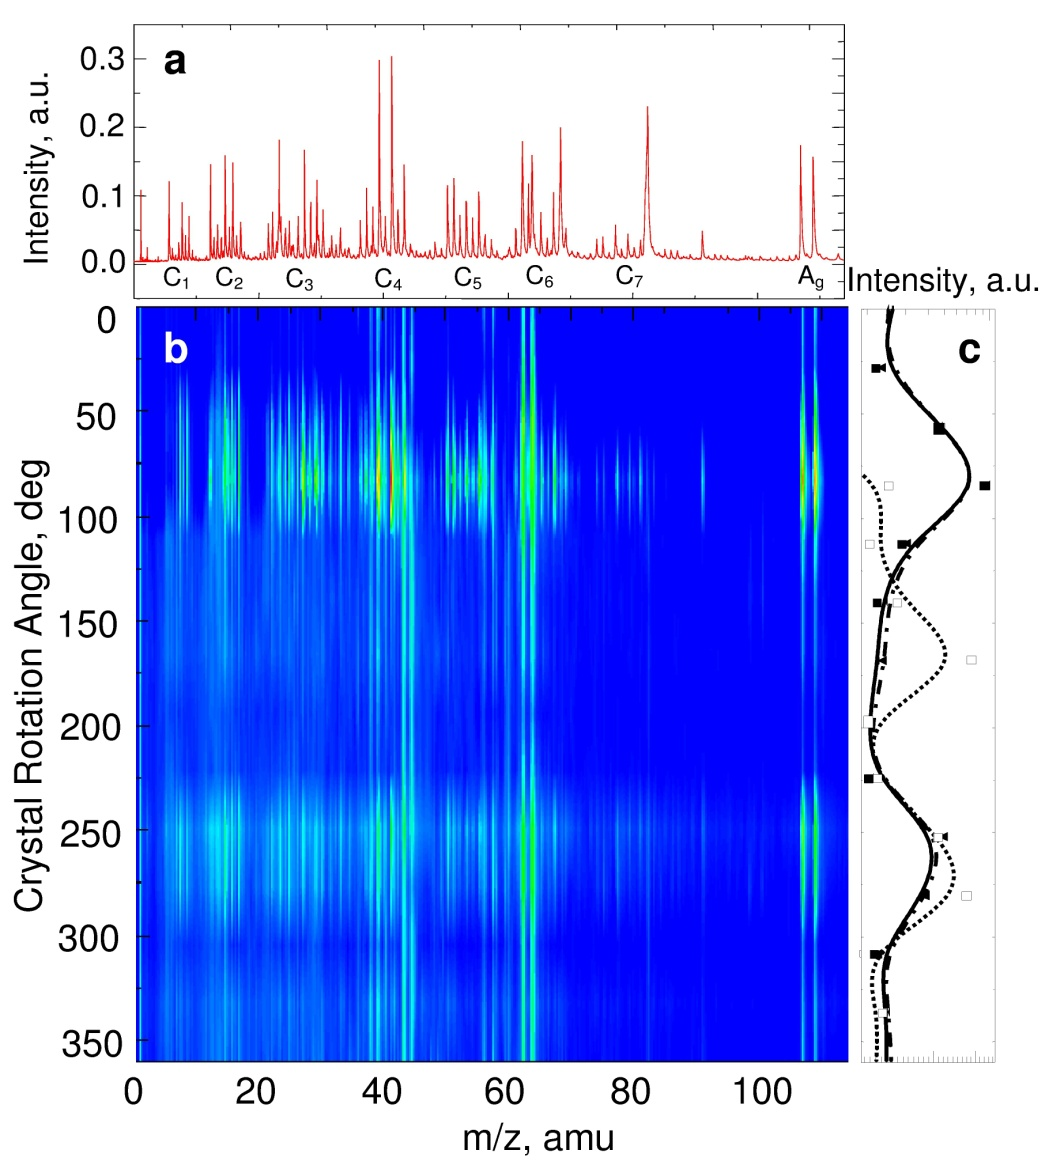 a
Intensity, a.u.
0.3
0.2
0.1
0.0
C1 C2 C3 C4 C5 C6 C7 Ag
Intensity, a.u.
b
c
Crystal Rotation Angle, deg
0
50
100
150
200
250
300
350
0 20 40 60 80 100
m/z, amu